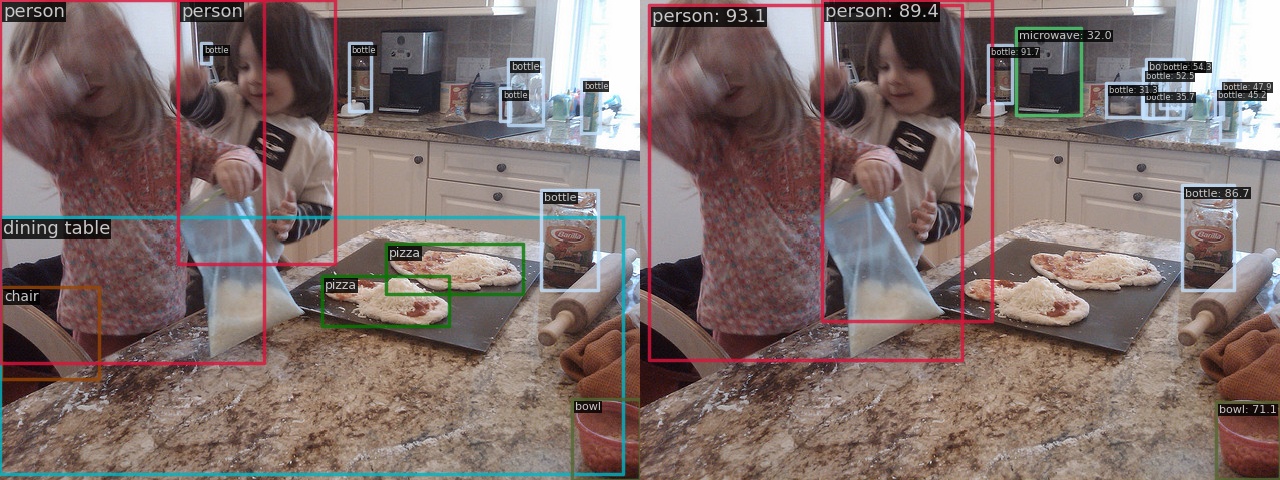 person
person
bottle
bottle
bottle
bottle
bottle
bottle
dining table
pizza
pizza
chair
bowl
Barilla
person: 93.1
person: 89.4
microwave: 32.0
bottle: 91.7
bottle: 54.3
bottle: 52.5
bottle: 31.3
bottle: 35.7
bottle: 47.9
bottle: 45.2
bottle: 86.7
Barilla
bowl: 71.1